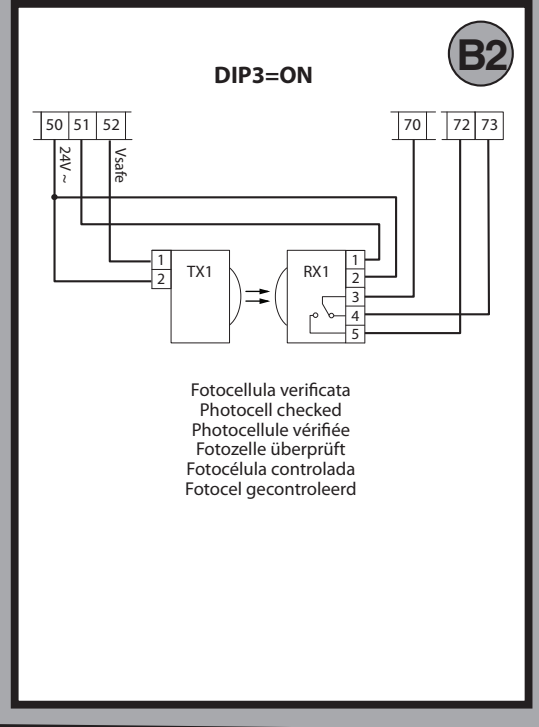 B2
DIP3=ON
50 51 52 70 72 73
24V ~ Vsafe
1 TX1 RX1 1
2 2
3
4
5
Fotocellula verificata
Photocell checked
Photocellule vérifiée
Fotozelle überprüft
Fotocélula controlada
Fotocel gecontroleerd